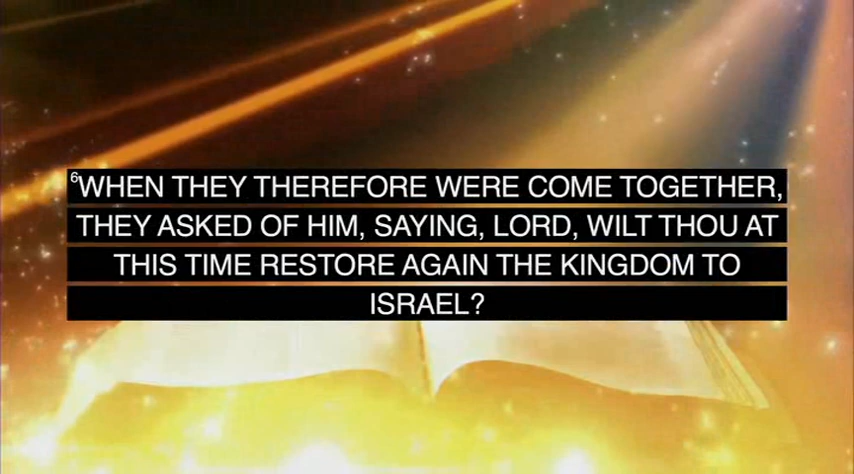 ⁶WHEN THEY THEREFORE WERE COME TOGETHER,
THEY ASKED OF HIM, SAYING, LORD, WILT THOU AT
THIS TIME RESTORE AGAIN THE KINGDOM TO
ISRAEL?